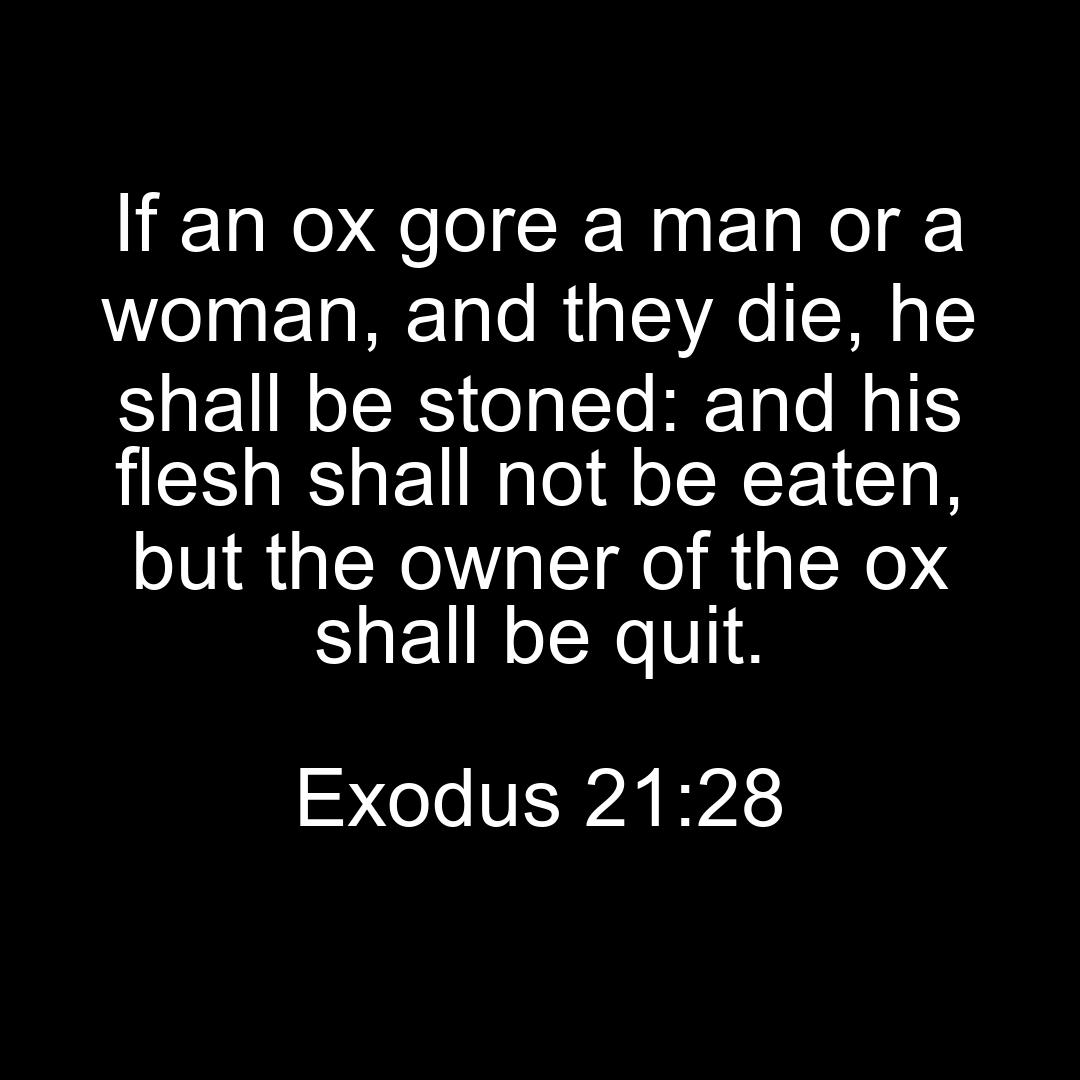 If an ox gore a man or a
woman, and they die, he
shall be stoned: and his
flesh shall not be eaten,
but the owner of the ox
shall be quit.
Exodus 21:28